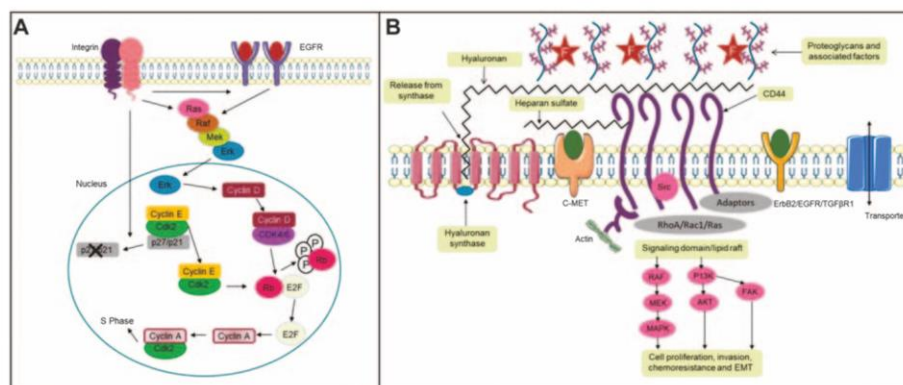 A
Integrin
EGFR
Ras
Raf
Mek
Erk
Nucleus
Erk
Cyclin D
Cyclin E
Cdk2
p27/p21
Cyclin D
CDK4/6
P
P
P
Rb
Cyclin E
Cdk2
Rb
E2F
S Phase
Cyclin A
Cdk2
Cyclin A
E2F
B
F
F
F
Proteoglycans and
associated factors
Hyaluronan
Release from
synthase
Heparan sulfate
CD44
C-MET
Src
Adaptors
ErbB2/EGFR/TGFβR1
Transporte
Hyaluronan
synthase
Actin
RhoA/Rac1/Ras
Signaling domain/lipid raft
RAF
P13K
MEK
AKT
FAK
MAPK
Cell proliferation, invasion,
chemoresistance and EMT